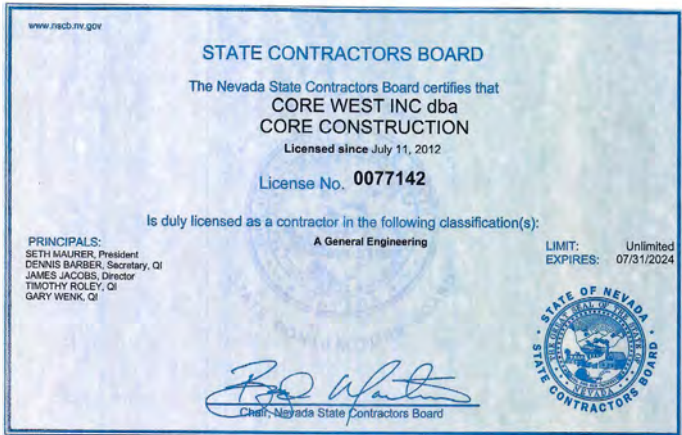 www.nscb.nv.gov
STATE CONTRACTORS BOARD
The Nevada State Contractors Board certifies that
CORE WEST INC dba
CORE CONSTRUCTION
Licensed since July 11, 2012
License No. 0077142
Is duly licensed as a contractor in the following classification(s):
A General Engineering
PRINCIPALS:
SETH MAURER, President
DENNIS BARBER, Secretary, QI
JAMES JACOBS, Director
TIMOTHY ROLEY, QI
GARY WENK, QI
LIMIT: Unlimited
EXPIRES: 07/31/2024
STATE OF NEVADA
STATE CONTRACTORS BOARD
Chair, Nevada State Contractors Board